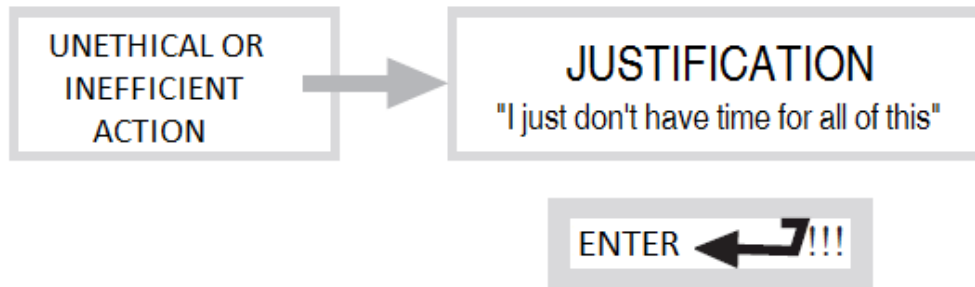 UNETHICAL OR
INEFFICIENT
ACTION
JUSTIFICATION
"I just don't have time for all of this"
ENTER !!!